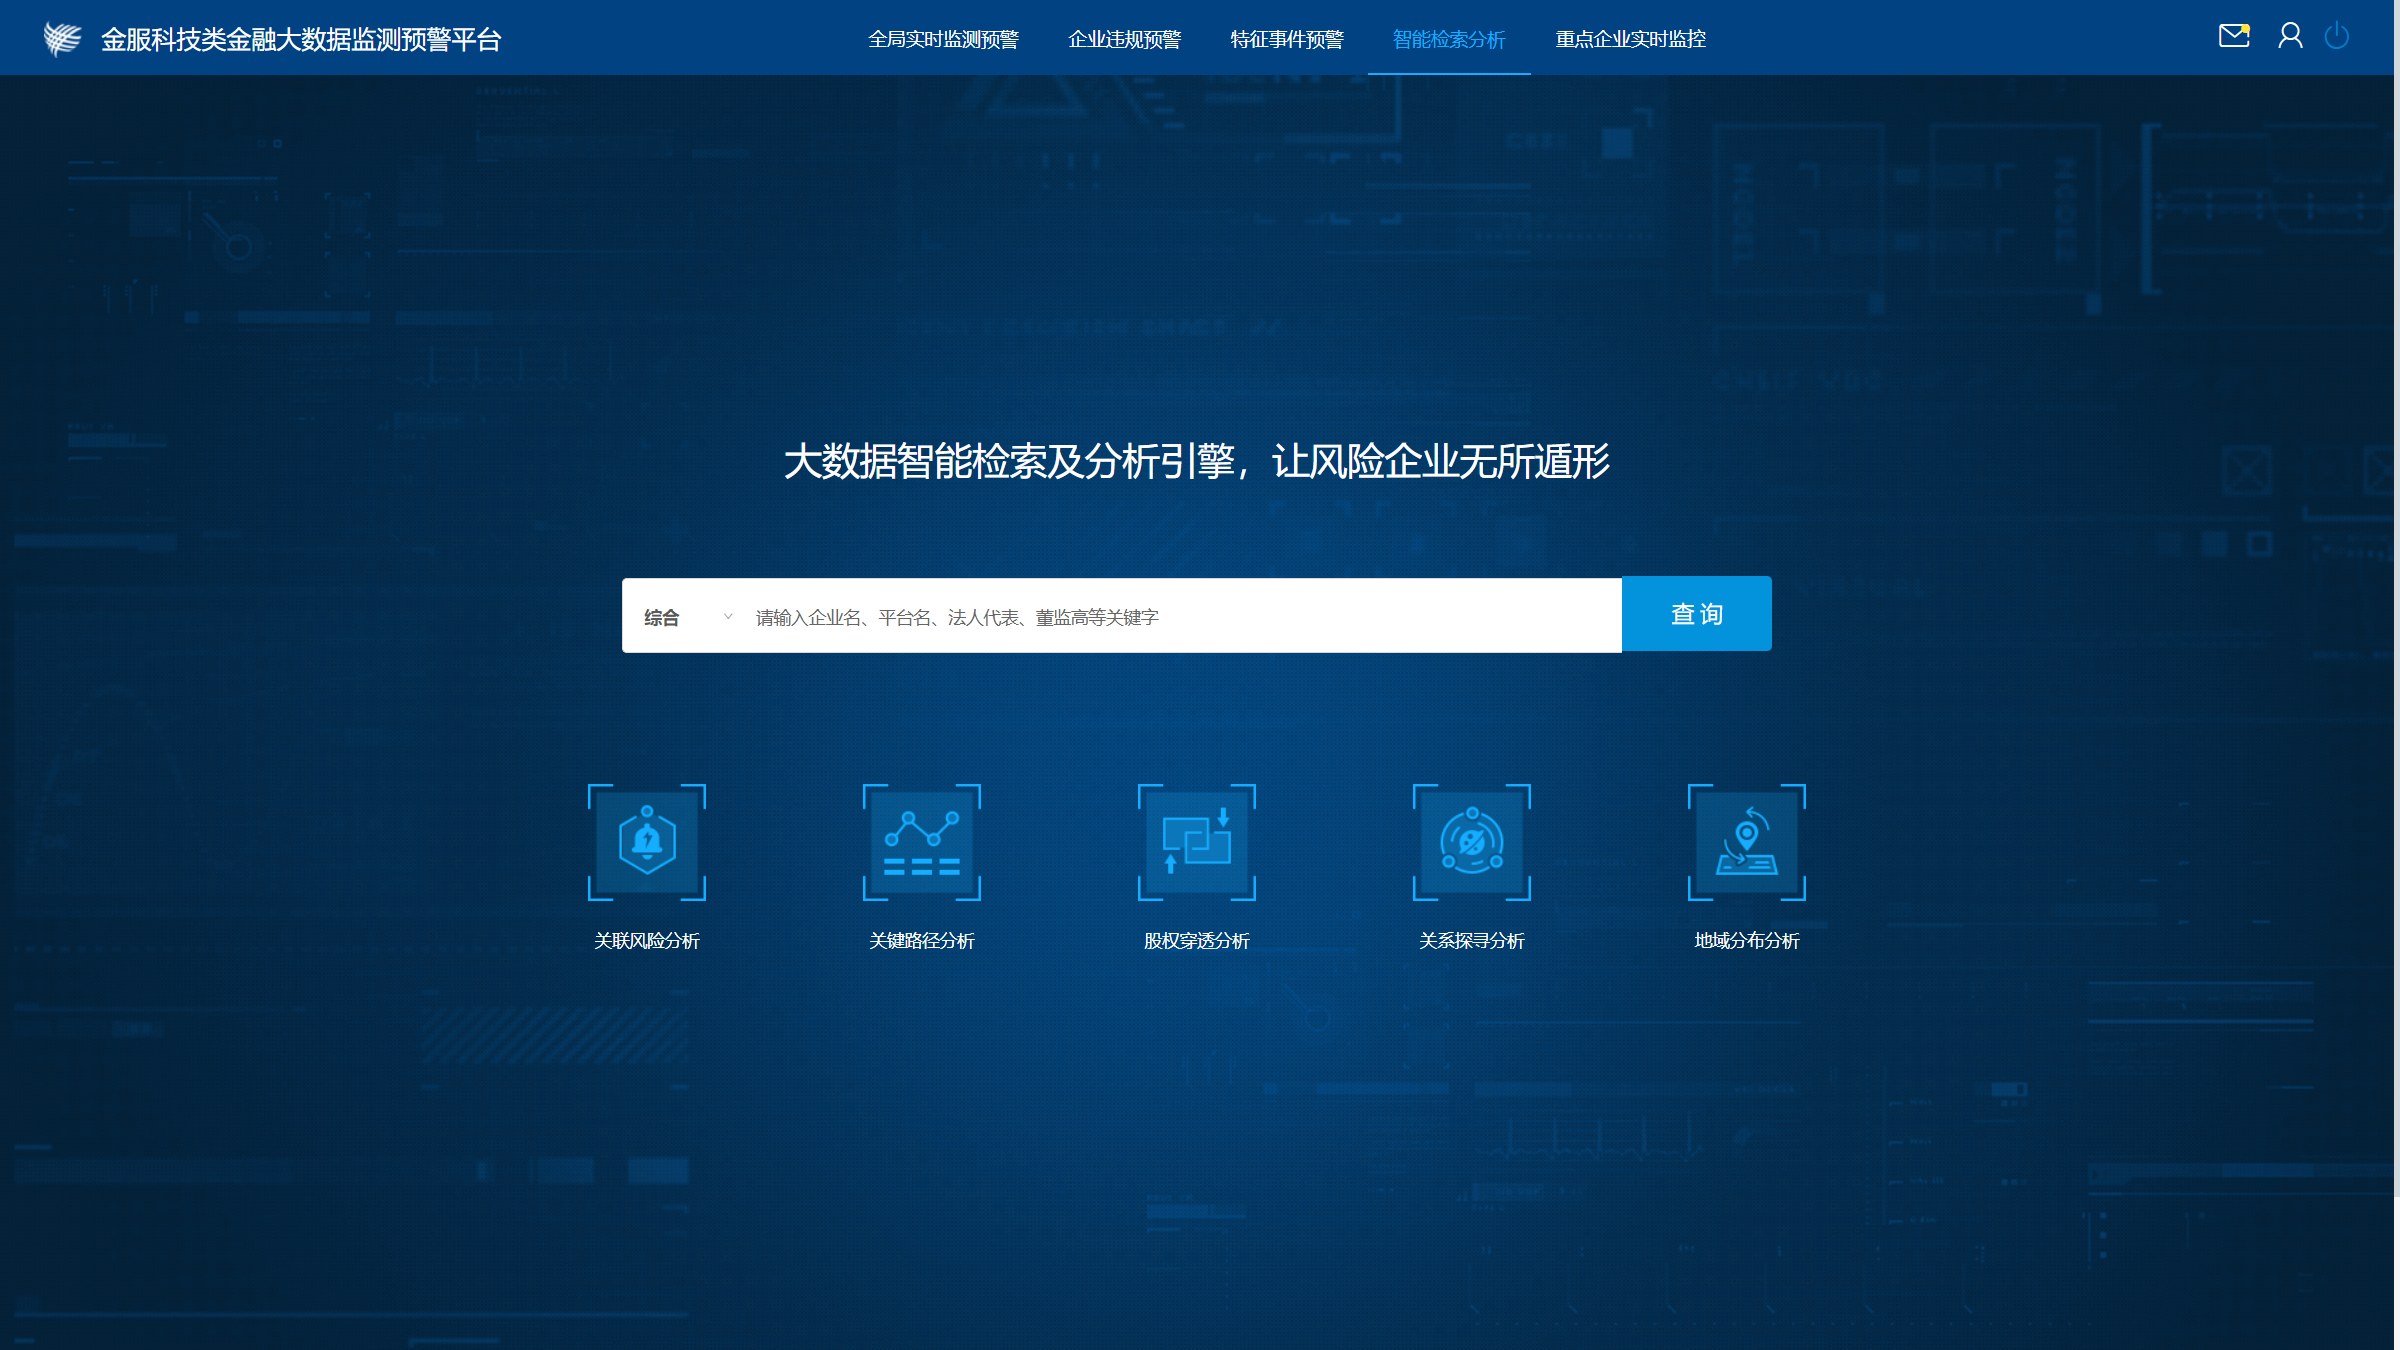 金服科技类金融大数据监测预警平台
全局实时监测预警
企业违规预警
特征事件预警
智能检索分析
重点企业实时监控
大数据智能检索及分析引擎，让风险企业无所遁形
综合
请输入企业名、平台名、法人代表、董监高等关键字
查询
关联风险分析
关键路径分析
股权穿透分析
关系探寻分析
地域分布分析